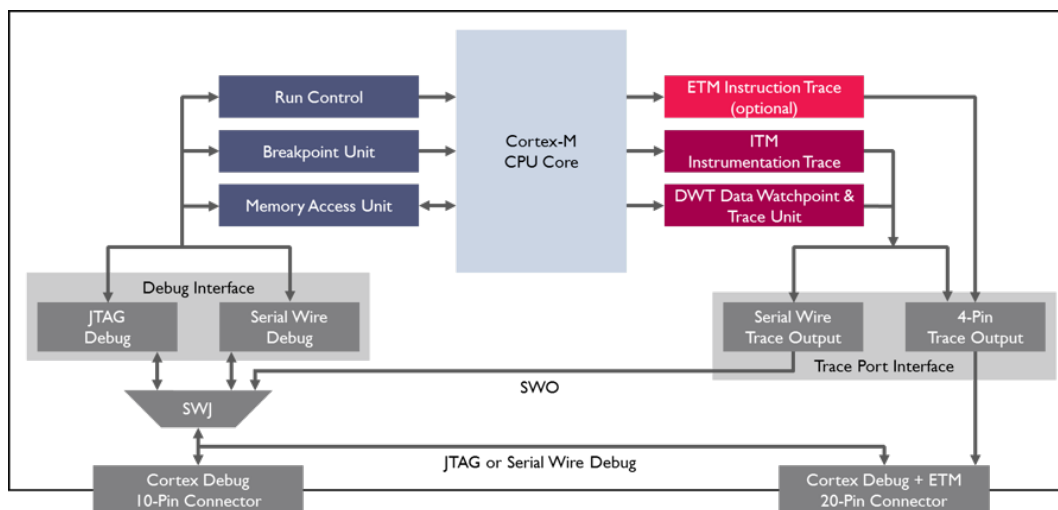 Run Control
Breakpoint Unit
Memory Access Unit
Cortex-M
CPU Core
ETM Instruction Trace
(optional)
ITM
Instrumentation Trace
DWT Data Watchpoint &
Trace Unit
Debug Interface
JTAG
Debug
Serial Wire
Debug
Serial Wire
Trace Output
4-Pin
Trace Output
Trace Port Interface
SWO
SWJ
JTAG or Serial Wire Debug
Cortex Debug
10-Pin Connector
Cortex Debug + ETM
20-Pin Connector